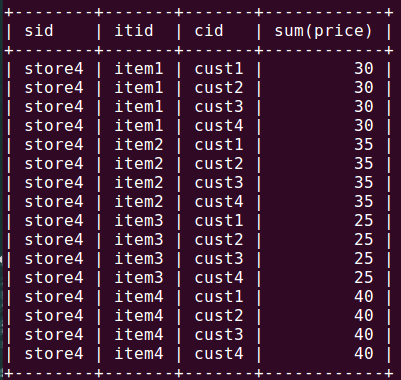 +--------+-------+--------+------------+
| sid    | itid  | cid    | sum(price) |
+--------+-------+--------+------------+
| store4 | item1 | cust1  |         30 |
| store4 | item1 | cust2  |         30 |
| store4 | item1 | cust3  |         30 |
| store4 | item1 | cust4  |         30 |
| store4 | item2 | cust1  |         35 |
| store4 | item2 | cust2  |         35 |
| store4 | item2 | cust3  |         35 |
| store4 | item2 | cust4  |         35 |
| store4 | item3 | cust1  |         25 |
| store4 | item3 | cust2  |         25 |
| store4 | item3 | cust3  |         25 |
| store4 | item3 | cust4  |         25 |
| store4 | item4 | cust1  |         40 |
| store4 | item4 | cust2  |         40 |
| store4 | item4 | cust3  |         40 |
| store4 | item4 | cust4  |         40 |
+--------+-------+--------+------------+